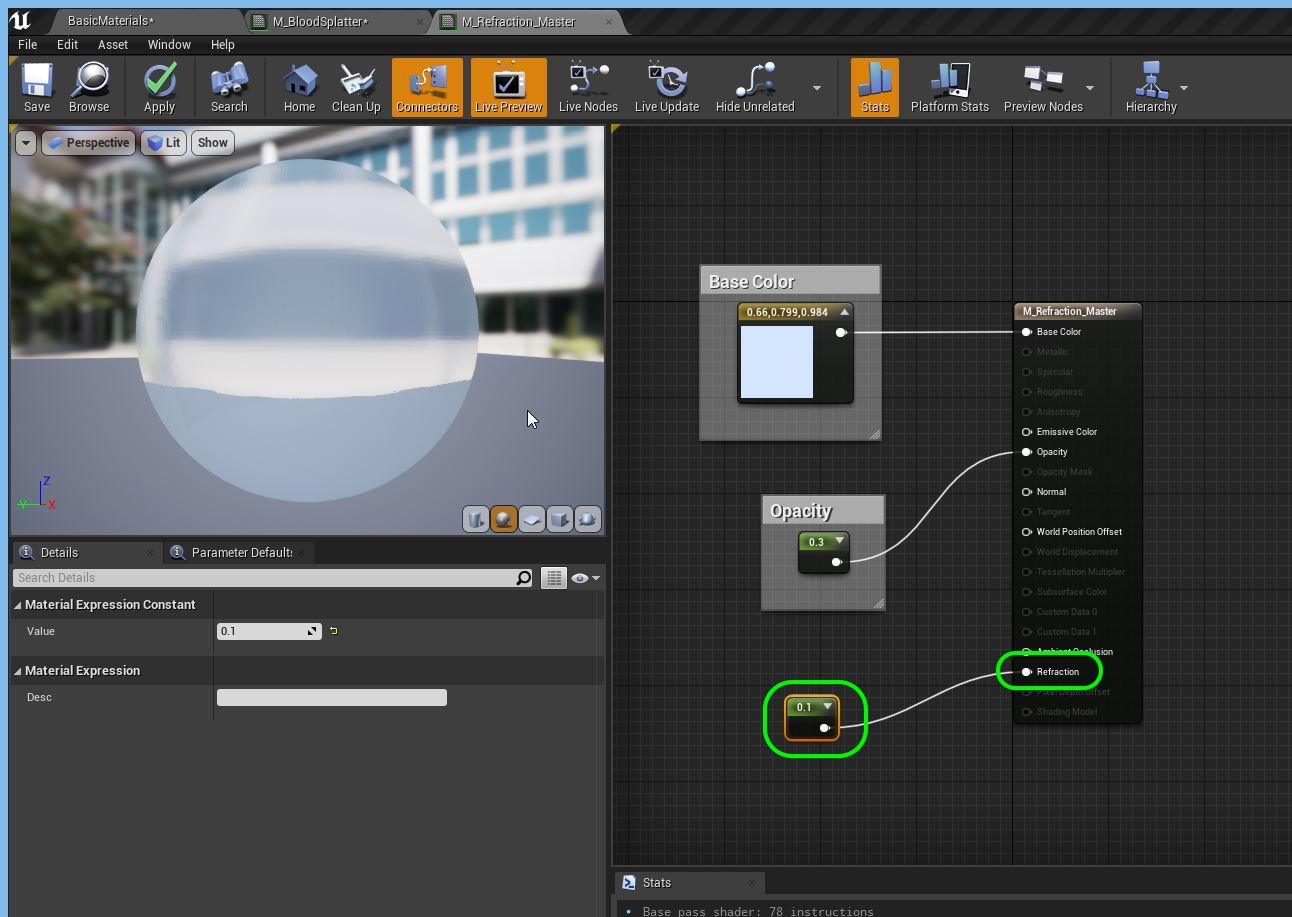 BasicMaterials*
M_BloodSplatter*
M_Refraction_Master
File Edit Asset Window Help
Save Browse Apply Search Home Clean Up Connectors Live Preview Live Nodes Live Update Hide Unrelated Stats Platform Stats Preview Nodes Hierarchy
Perspective Lit Show
Z
Y X
Details
Parameter Defaults
Search Details
Material Expression Constant
Value 0.1
Material Expression
Desc
Base Color
0.66,0.799,0.984
Opacity
0.3
0.1
M_Refraction_Master
Base Color
Metallic
Specular
Roughness
Anisotropy
Emissive Color
Opacity
Opacity Mask
Normal
Tangent
World Position Offset
World Displacement
Tessellation Multiplier
Subsurface Color
Custom Data 0
Custom Data 1
Ambient Occlusion
Refraction
Pixel Depth Offset
Shading Model
Stats
Base pass shader: 78 instructions